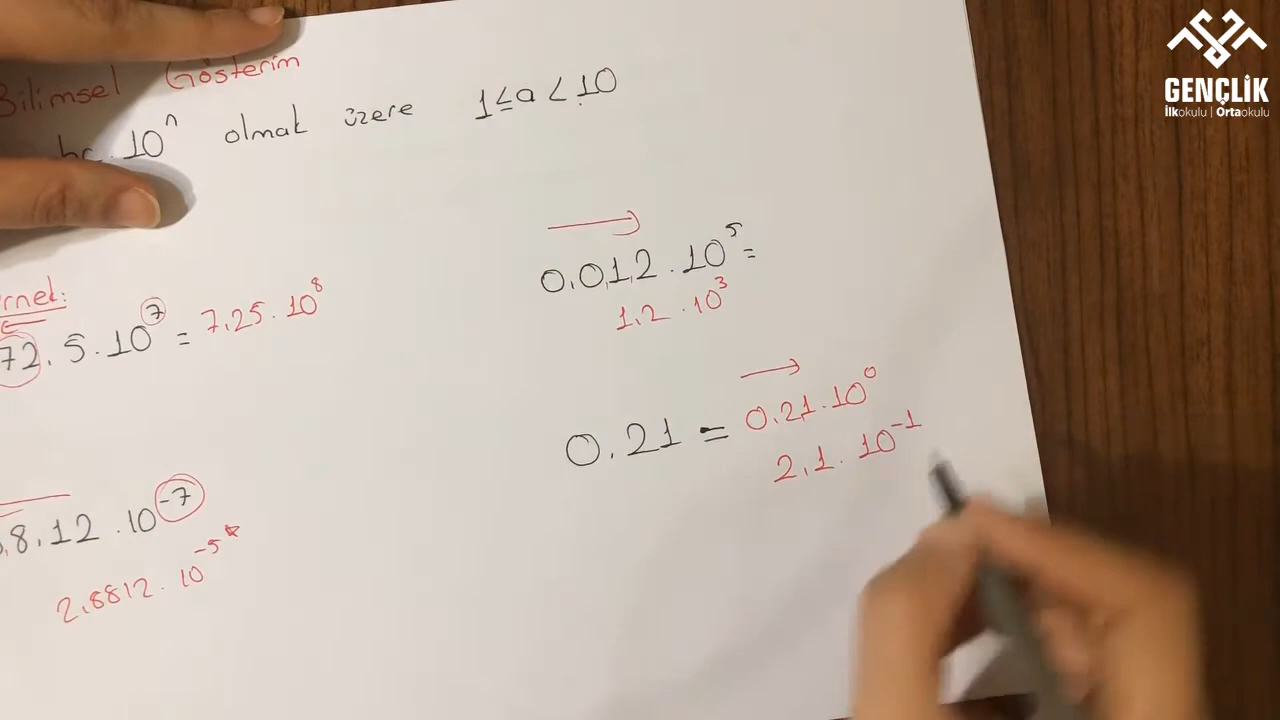 Bilimsel Gösterim
10ⁿ olmak üzere 1≤a<10
72,5.10⁷ = 7,25.10⁸
8,12.10⁻⁷
2,8812.10⁻⁵
0,012.10⁵=
1,2.10³
0.21 = 0,21.10⁰
2,1.10⁻¹
GENÇLİK
İlkokulu | Ortaokulu